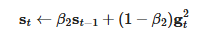 s_t ← β_2 s_{t−1} + (1 − β_2) g_t^2